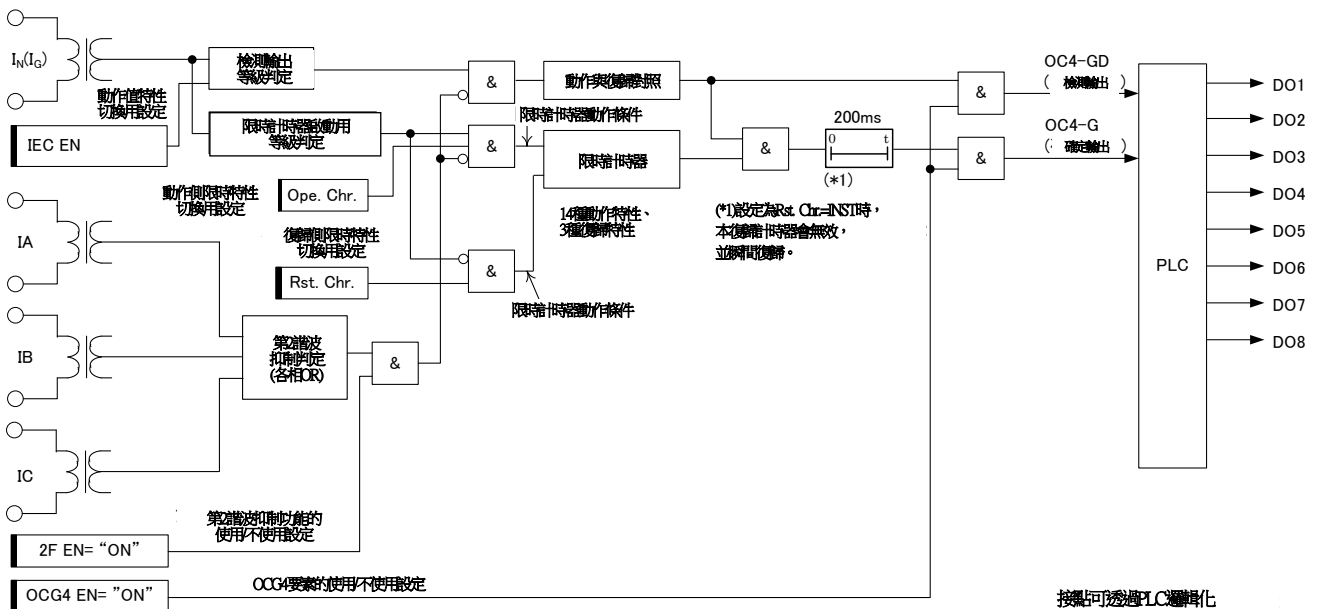 I_N(I_G)
動作值特性
切換用設定
IEC EN
檢測輸出
等級判定
限時計時器啟動用
等級判定
動作側限時特性
切換用設定
Ope. Chr.
復歸側限時特性
切換用設定
Rst. Chr.
IA
IB
IC
第2諧波
抑制判定
(各相OR)
&
第2諧波抑制功能的
使用/不使用設定
2F EN= “ON”
OCG4 EN= ”ON”
OCG4要素的使用/不使用設定
&
&
&
限時計時器動作條件
限時計時器動作條件
動作與復歸對照
限時計時器
14種動作特性、
3種復歸特性
&
200ms
0 t
(*1)
(*1)設定為Rst. Chr.=INST時，
本復歸計時器會無效，
並瞬間復歸。
&
&
OC4-GD
( 檢測輸出 )
OC4-G
( 確定輸出 )
PLC
DO1
DO2
DO3
DO4
DO5
DO6
DO7
DO8
接點可透過PLC邏輯化